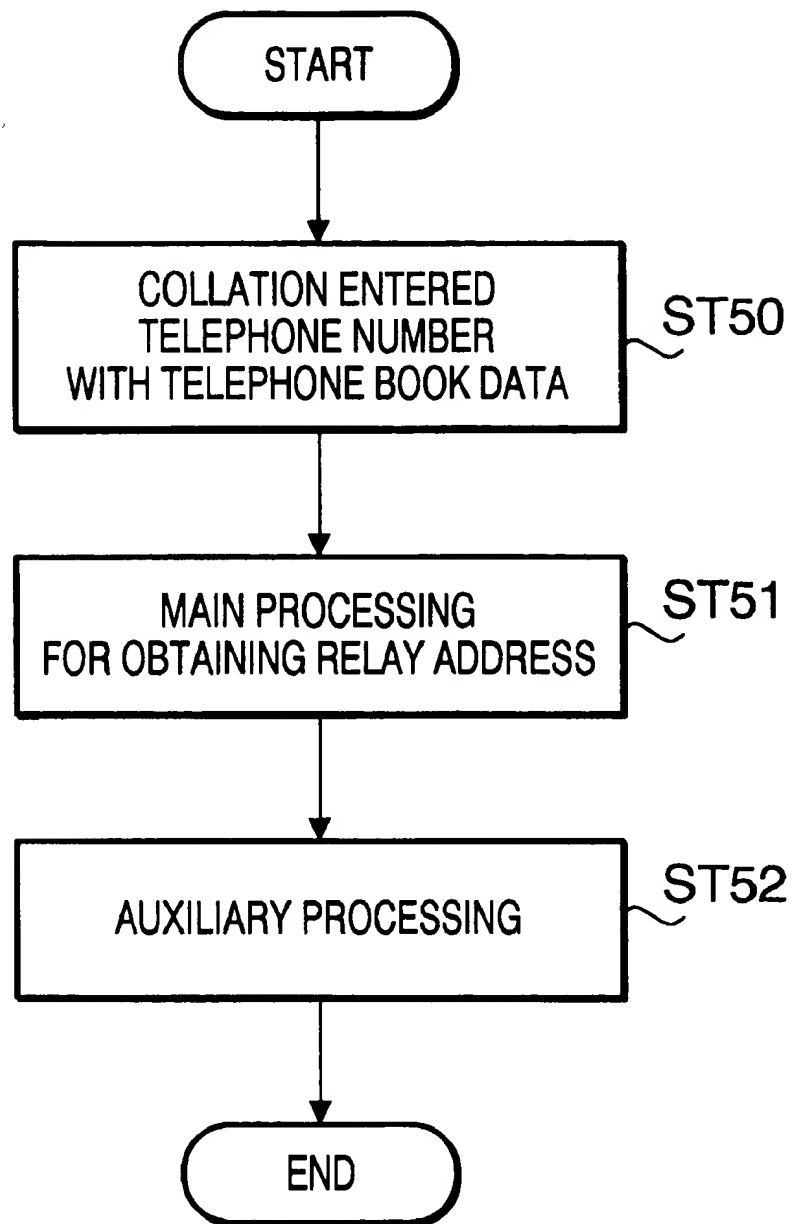 START
COLLATION ENTERED
TELEPHONE NUMBER
WITH TELEPHONE BOOK DATA
ST50
MAIN PROCESSING
FOR OBTAINING RELAY ADDRESS
ST51
AUXILIARY PROCESSING
ST52
END